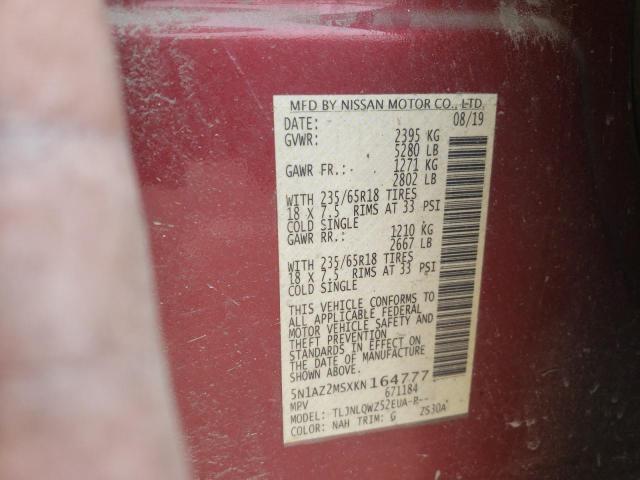 MFD BY NISSAN MOTOR CO., LTD.
DATE: 08/19
GVWR: 2395 KG
5280 LB
GAWR FR.: 1271 KG
2802 LB
WITH 235/65R18 TIRES
18 X 7.5 RIMS AT 33 PSI
COLD SINGLE
GAWR RR.: 1210 KG
2667 LB
WITH 235/65R18 TIRES
18 X 7.5 RIMS AT 33 PSI
COLD SINGLE
THIS VEHICLE CONFORMS TO
ALL APPLICABLE FEDERAL
MOTOR VEHICLE SAFETY AND
THEFT PREVENTION
STANDARDS IN EFFECT ON
THE DATE OF MANUFACTURE
SHOWN ABOVE.
5N1AZ2MSXKN164777
MPV 671184
MODEL: TLJNLQWZ52EUA-R-- ZS30A
COLOR: NAH TRIM: G